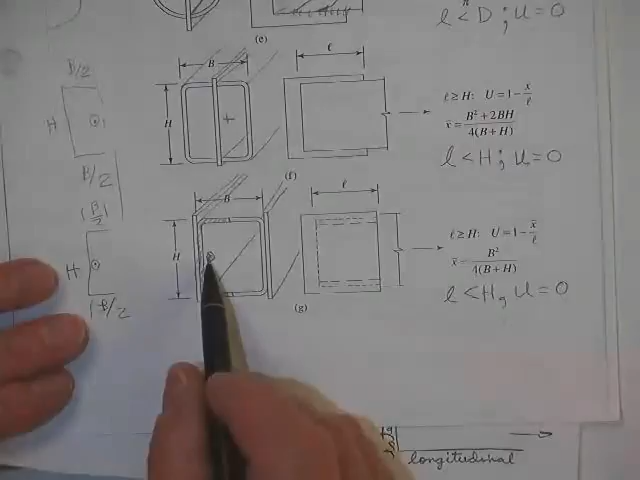 l < D ; U = 0
(e)
B/2
H
B/2
B
H
l
(f)
l ≥ H: U = 1 − x̄/l
x̄ = B² + 2BH / 4(B + H)
l < H ; U = 0
B/2
H
B/2
B
H
l
(g)
l ≥ H: U = 1 − x̄/l
x̄ = B² / 4(B + H)
l < H, U = 0
longitudinal